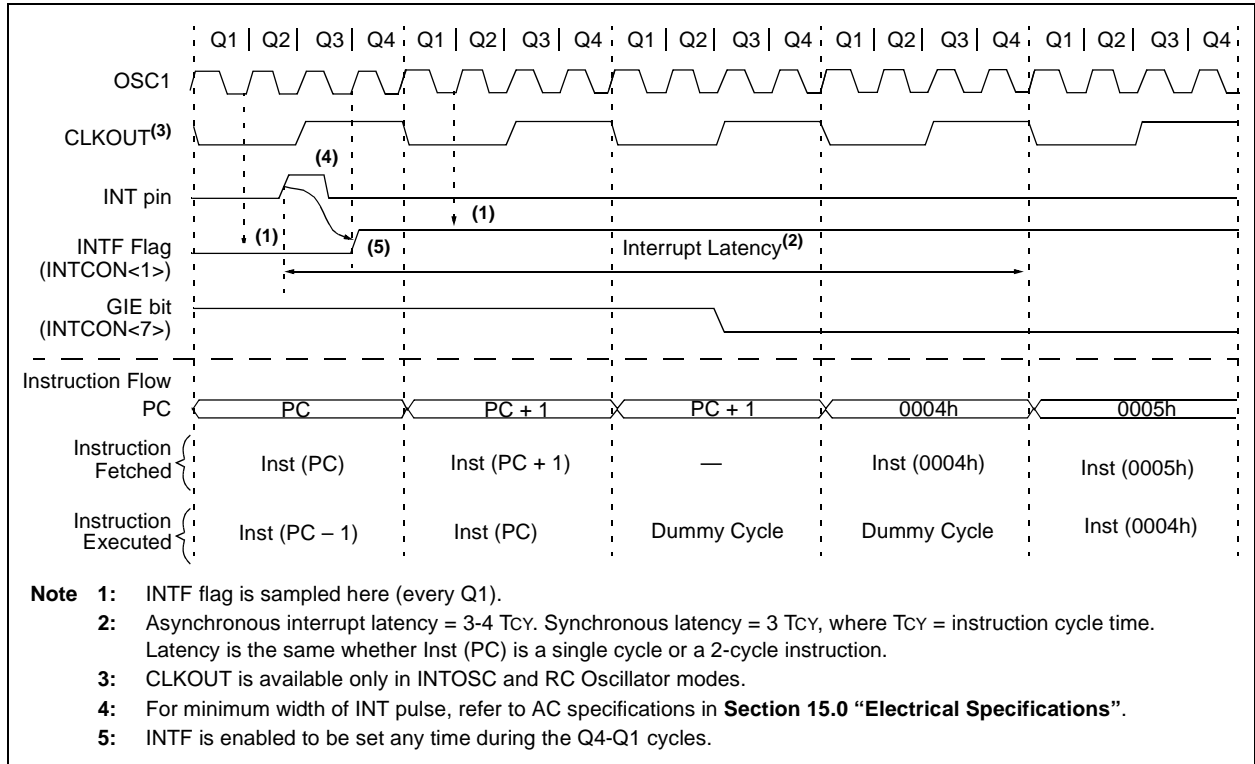 Q1 Q2 Q3 Q4 Q1 Q2 Q3 Q4 Q1 Q2 Q3 Q4 Q1 Q2 Q3 Q4 Q1 Q2 Q3 Q4
OSC1
CLKOUT(3)
(4)
INT pin
(1)
(1)
(5)
INTF Flag
(INTCON<1>)
Interrupt Latency(2)
GIE bit
(INTCON<7>)
Instruction Flow
PC PC PC + 1 PC + 1 0004h 0005h
Instruction
Fetched
Inst (PC) Inst (PC + 1) — Inst (0004h) Inst (0005h)
Instruction
Executed
Inst (PC – 1) Inst (PC) Dummy Cycle Dummy Cycle Inst (0004h)
Note 1: INTF flag is sampled here (every Q1).
2: Asynchronous interrupt latency = 3-4 TCY. Synchronous latency = 3 TCY, where TCY = instruction cycle time.
Latency is the same whether Inst (PC) is a single cycle or a 2-cycle instruction.
3: CLKOUT is available only in INTOSC and RC Oscillator modes.
4: For minimum width of INT pulse, refer to AC specifications in Section 15.0 “Electrical Specifications”.
5: INTF is enabled to be set any time during the Q4-Q1 cycles.